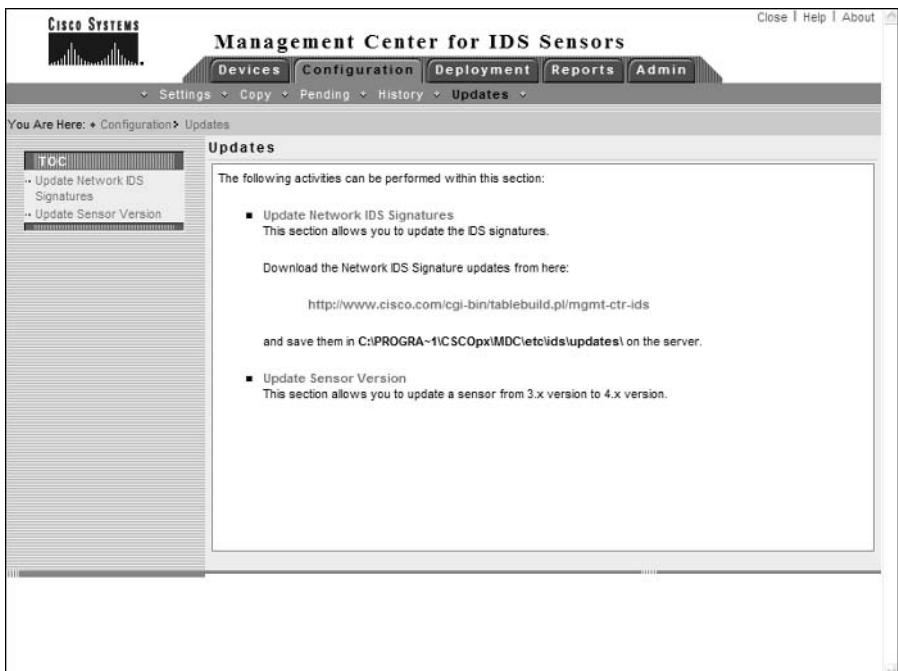 Close | Help | About
CISCO SYSTEMS
Management Center for IDS Sensors
Devices Configuration Deployment Reports Admin
Settings Copy Pending History Updates
You Are Here: Configuration > Updates
TOC
Update Network IDS
Signatures
Update Sensor Version
Updates
The following activities can be performed within this section:
Update Network IDS Signatures
This section allows you to update the IDS signatures.
Download the Network IDS Signature updates from here:
http://www.cisco.com/cgi-bin/tablebuild.pl/mgmt-ctr-ids
and save them in C:\PROGRA~1\CSCOpx\MDC\etc\ids\updates\ on the server.
Update Sensor Version
This section allows you to update a sensor from 3.x version to 4.x version.